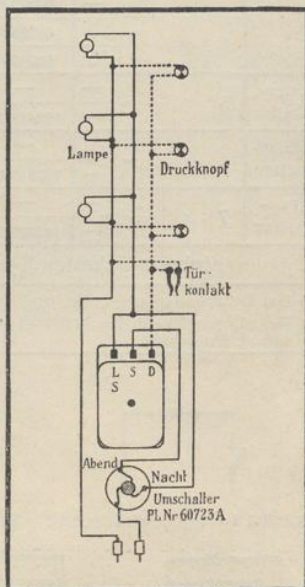 Lampe
Druckknopf
Tür-
kontakt
L S D
S
Abend
Nacht
Umschalter
PL Nr 60723A